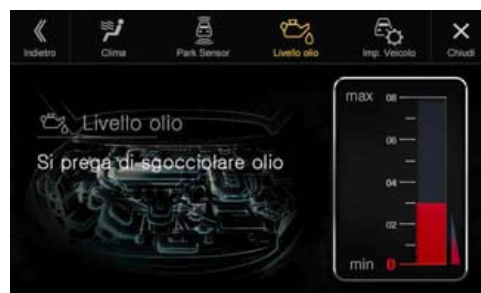 Indietro
Clima
Park Sensor
Livello olio
Imp. Veicolo
Chiudi
Livello olio
Si prega di sgocciolare olio
max 08
06
04
02
min 0